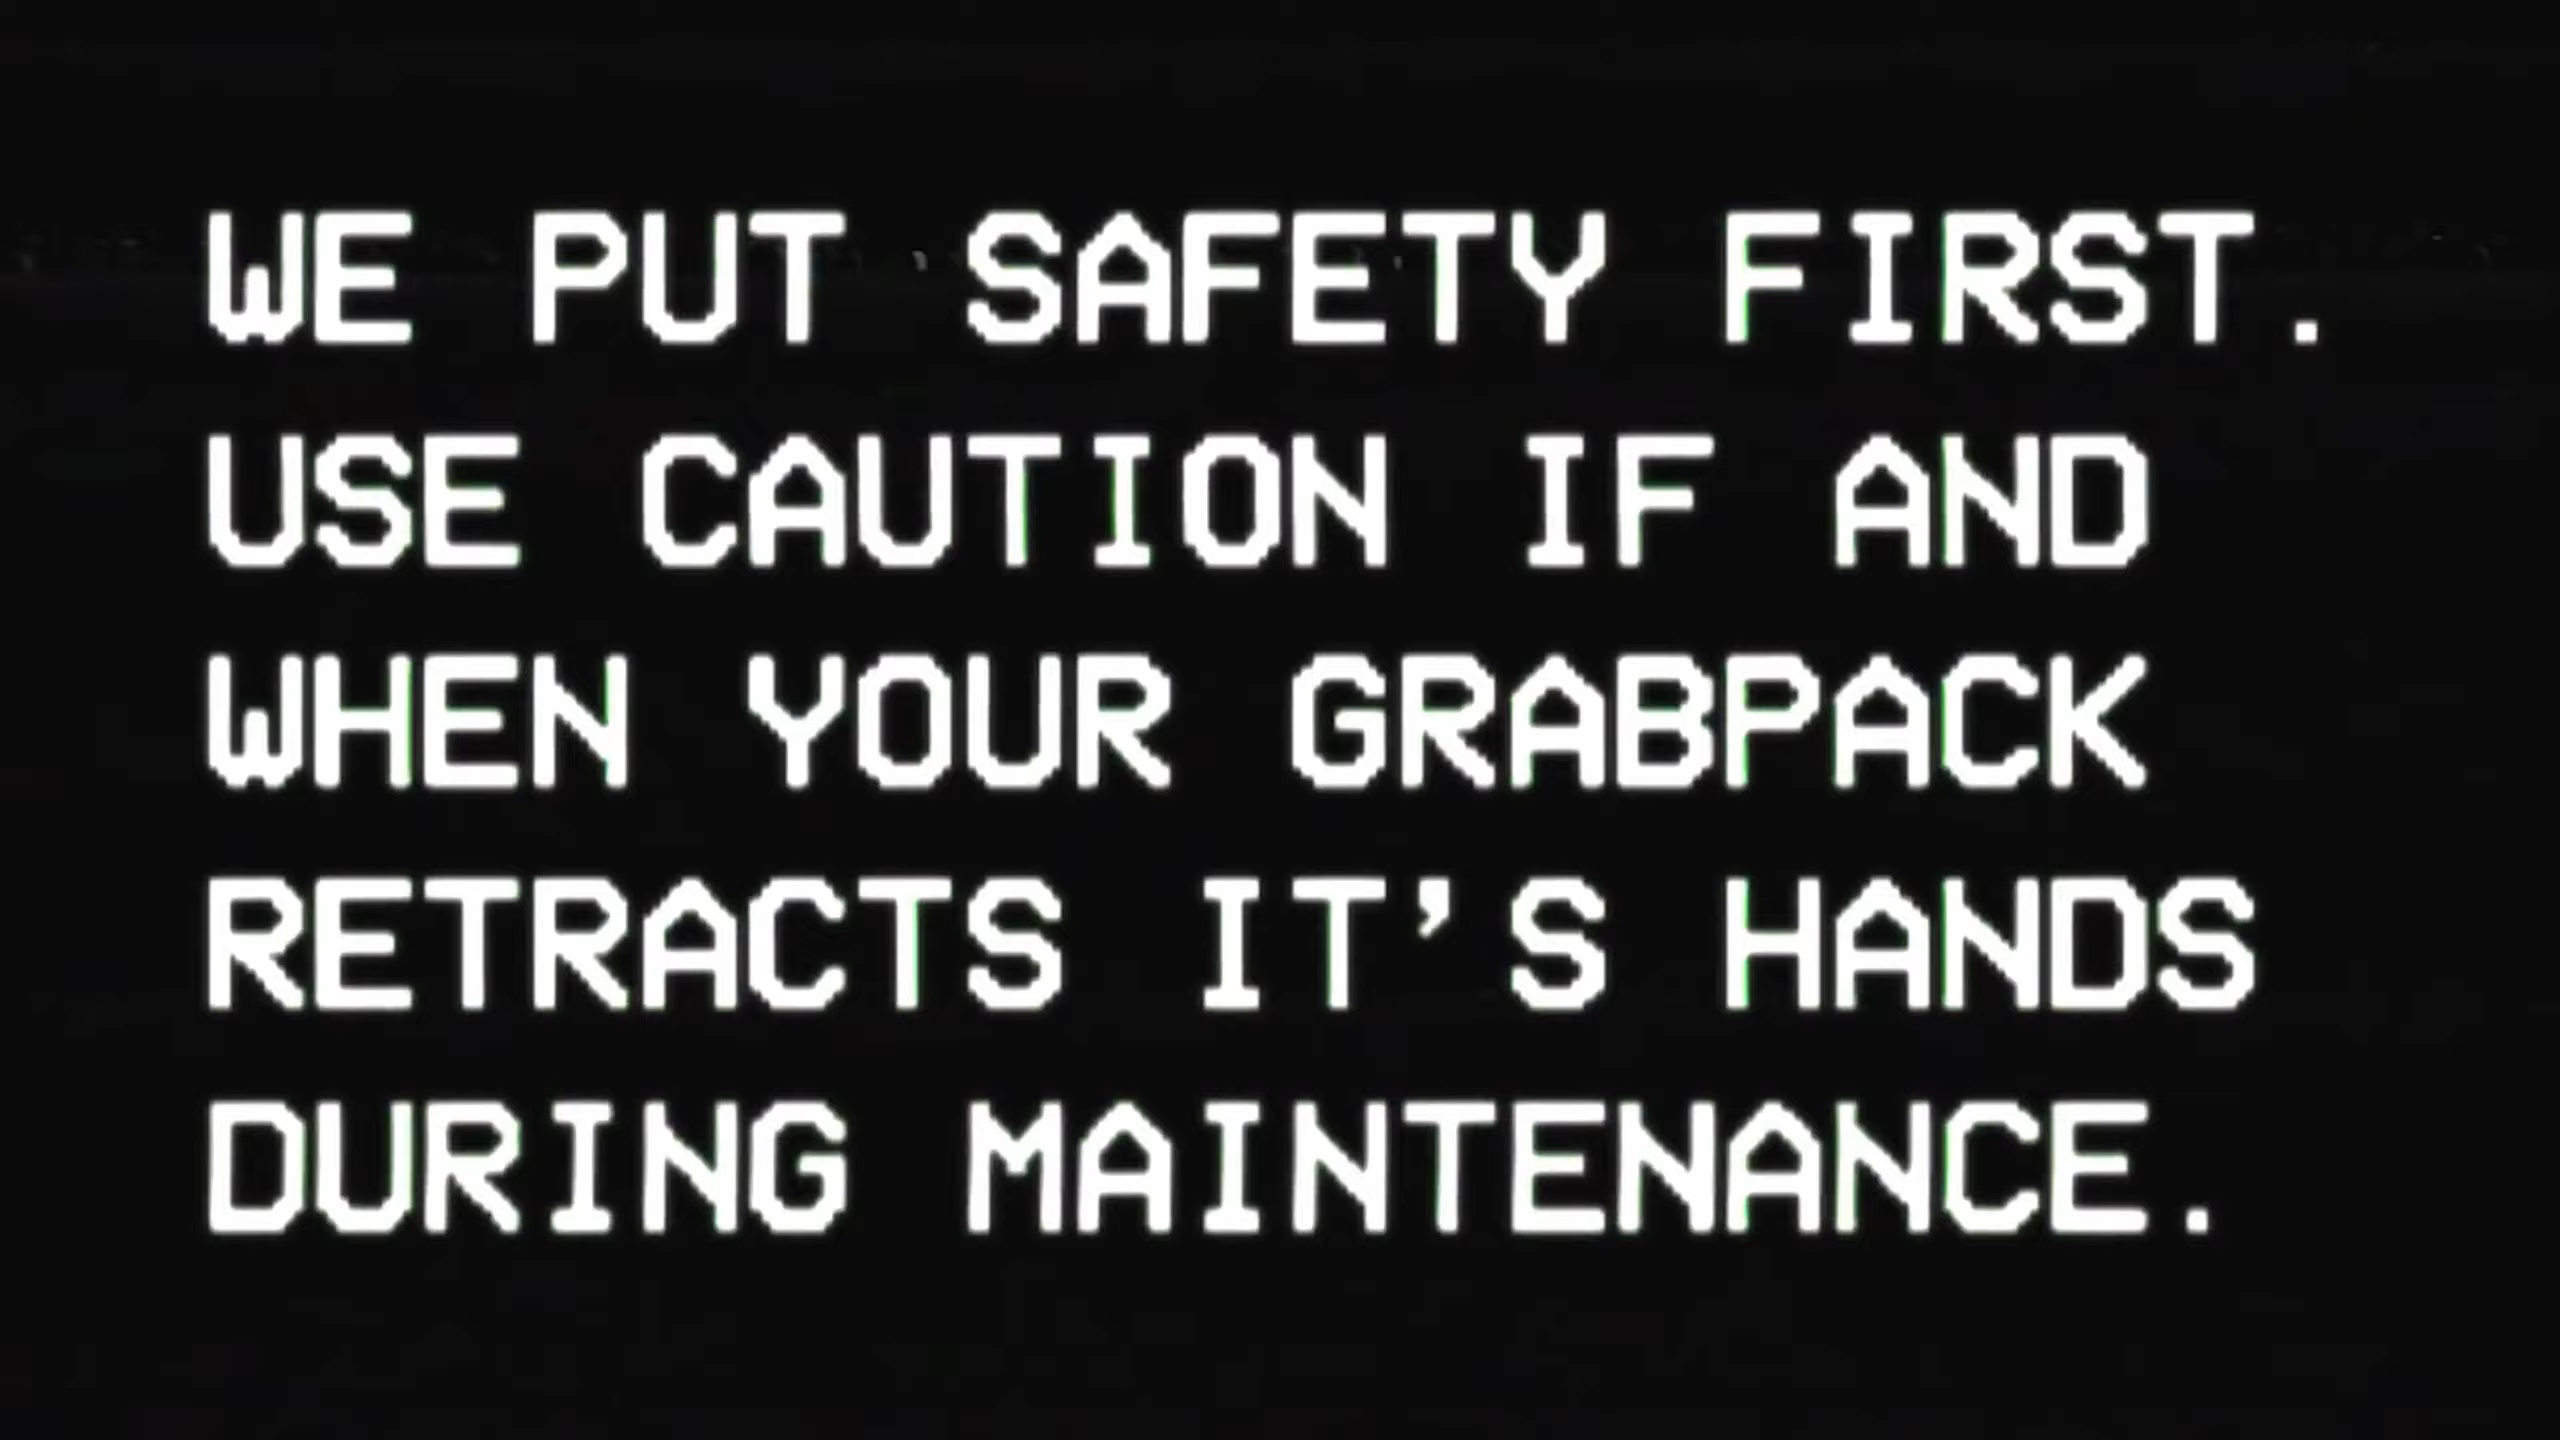 WE PUT SAFETY FIRST.
USE CAUTION IF AND
WHEN YOUR GRABPACK
RETRACTS IT’S HANDS
DURING MAINTENANCE.